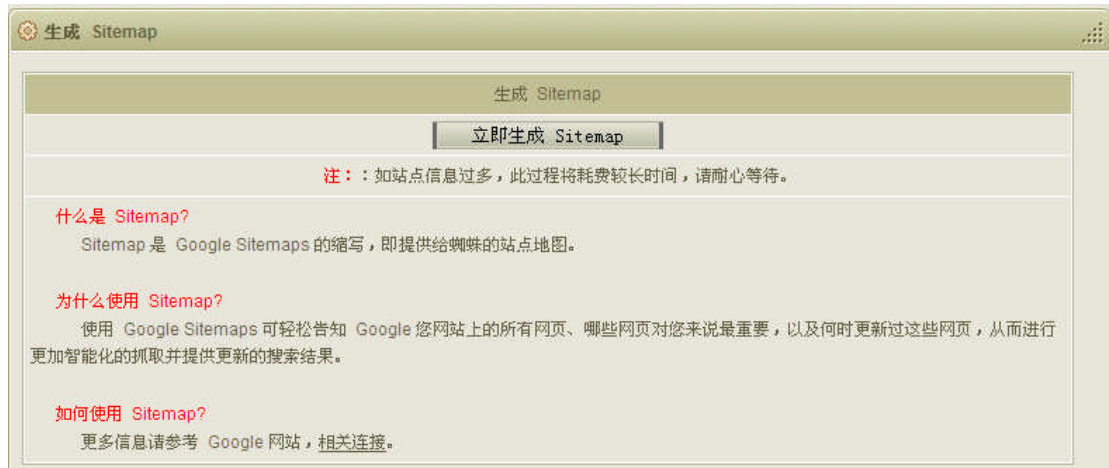 生成 Sitemap
生成 Sitemap
立即生成 Sitemap
注：：如站点信息过多，此过程将耗费较长时间，请耐心等待。
什么是 Sitemap?
Sitemap 是 Google Sitemaps 的缩写，即提供给蜘蛛的站点地图。
为什么使用 Sitemap?
使用 Google Sitemaps 可轻松告知 Google 您网站上的所有网页、哪些网页对您来说最重要，以及何时更新过这些网页，从而进行
更加智能化的抓取并提供更新的搜索结果。
如何使用 Sitemap?
更多信息请参考 Google 网站，相关连接。